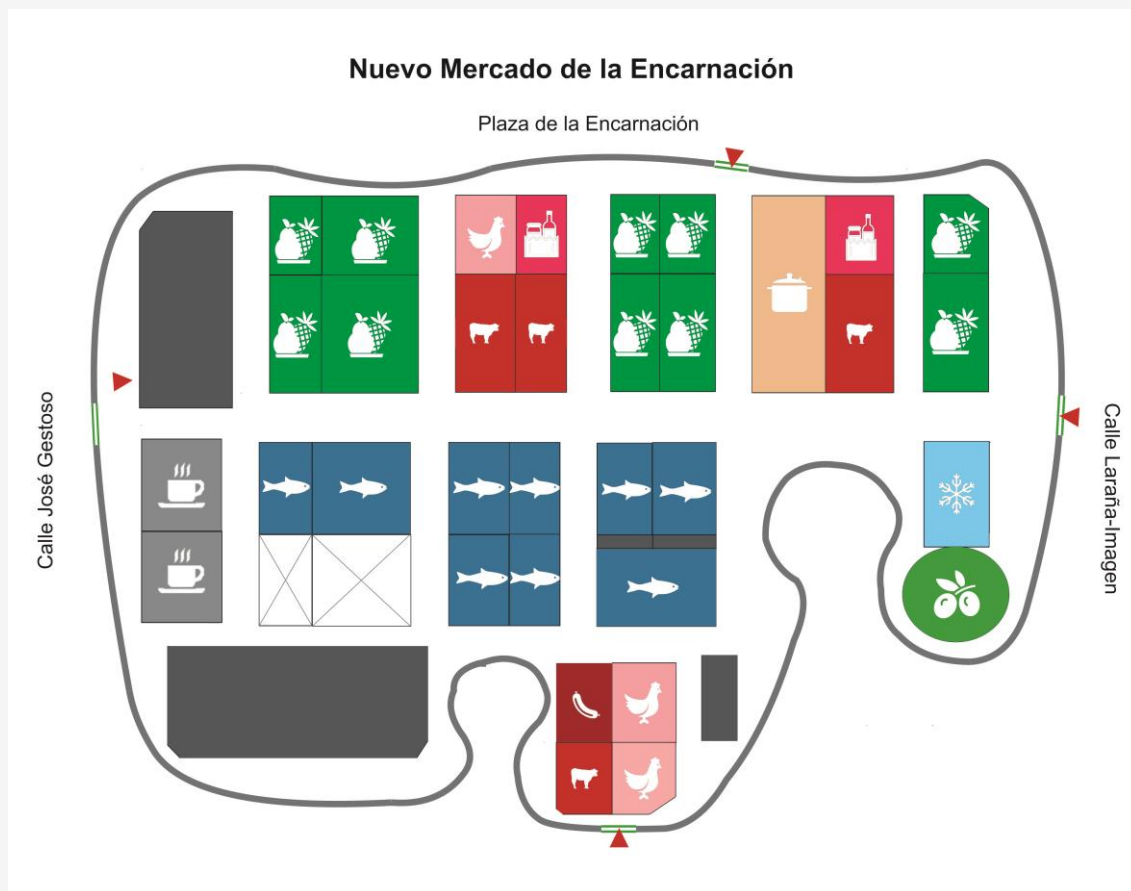 Nuevo Mercado de la Encarnación
Plaza de la Encarnación
Calle José Gestoso
Calle Laraña-Imagen